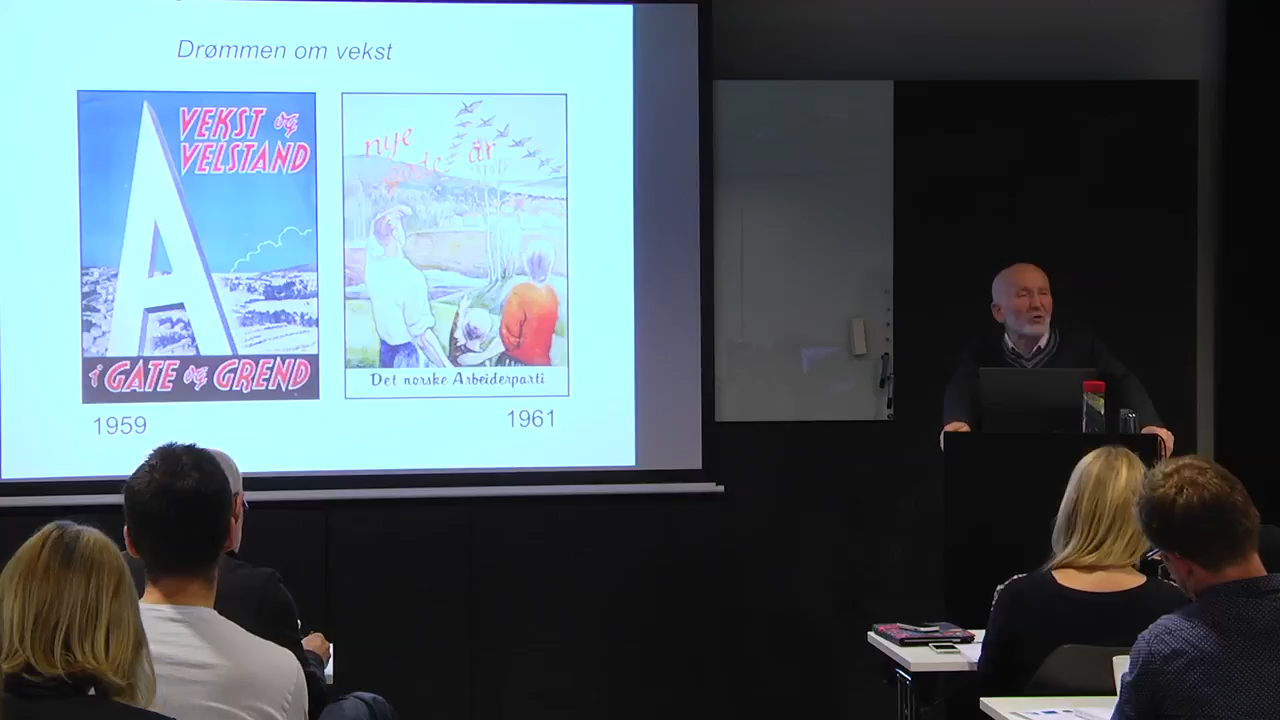 Drømmen om vekst
VEKST og
VELSTAND
A
i GATE og GREND
nye
gode år
Det norske Arbeiderparti
1959
1961